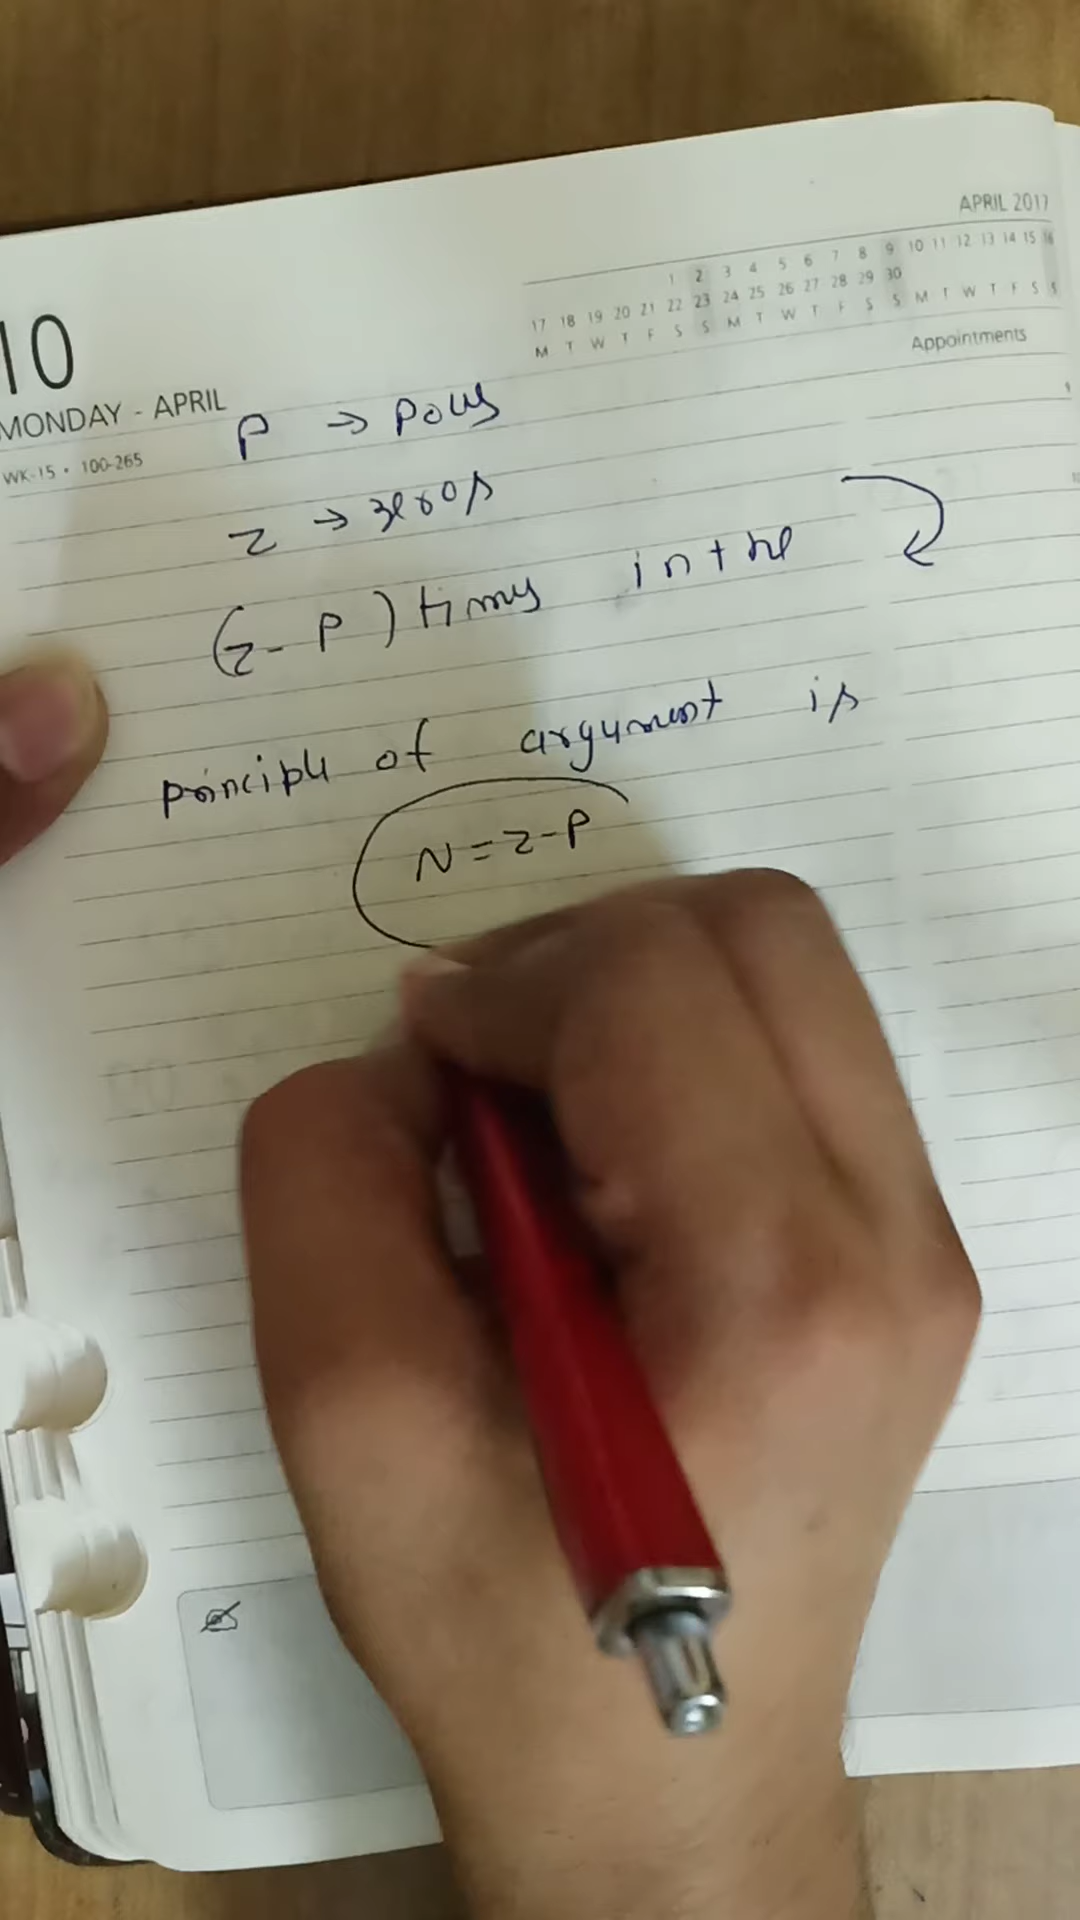 APRIL 2017
1 2 3 4 5 6 7 8 9 10 11 12 13 14 15 16
17 18 19 20 21 22 23 24 25 26 27 28 29 30
M T W T F S S M T W T F S S M T W T F S S
Appointments
10
MONDAY - APRIL
WK-15 • 100-265
P → Poles
Z → zeros
(Z - P) times in the
principle of argument is
N = Z - P